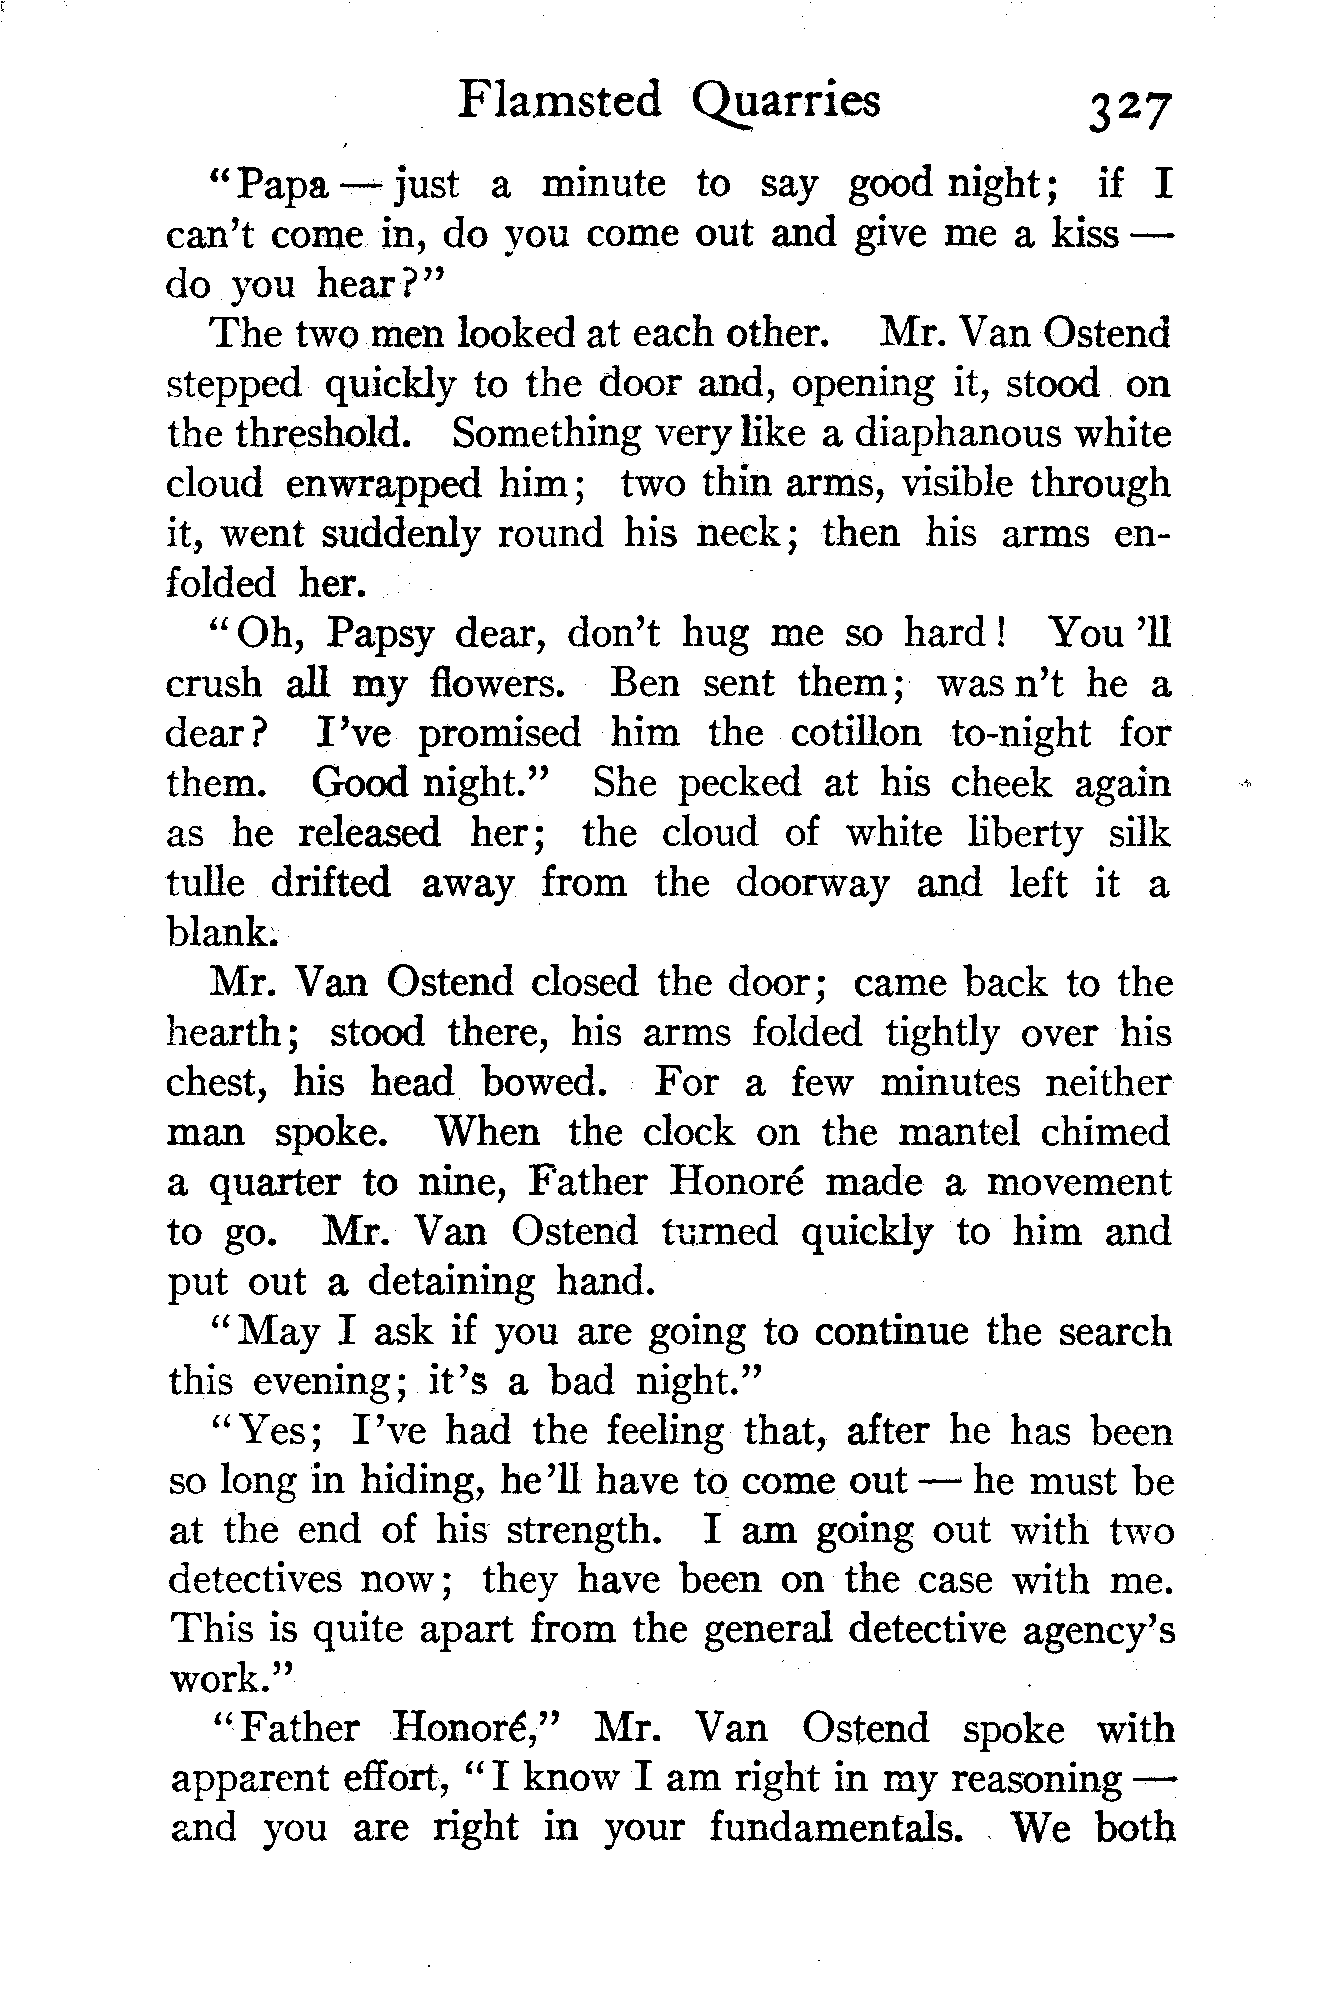 Flamsted Quarries 327
"Papa — just a minute to say good night; if I
can't come in, do you come out and give me a kiss —
do you hear?"
The two men looked at each other. Mr. Van Ostend
stepped quickly to the door and, opening it, stood on
the threshold. Something very like a diaphanous white
cloud enwrapped him; two thin arms, visible through
it, went suddenly round his neck; then his arms en-
folded her.
"Oh, Papsy dear, don't hug me so hard! You 'll
crush all my flowers. Ben sent them; was n't he a
dear? I've promised him the cotillon to-night for
them. Good night." She pecked at his cheek again
as he released her; the cloud of white liberty silk
tulle drifted away from the doorway and left it a
blank.
Mr. Van Ostend closed the door; came back to the
hearth; stood there, his arms folded tightly over his
chest, his head bowed. For a few minutes neither
man spoke. When the clock on the mantel chimed
a quarter to nine, Father Honoré made a movement
to go. Mr. Van Ostend turned quickly to him and
put out a detaining hand.
"May I ask if you are going to continue the search
this evening; it's a bad night."
"Yes; I've had the feeling that, after he has been
so long in hiding, he'll have to come out — he must be
at the end of his strength. I am going out with two
detectives now; they have been on the case with me.
This is quite apart from the general detective agency's
work."
"Father Honoré," Mr. Van Ostend spoke with
apparent effort, "I know I am right in my reasoning —
and you are right in your fundamentals. We both